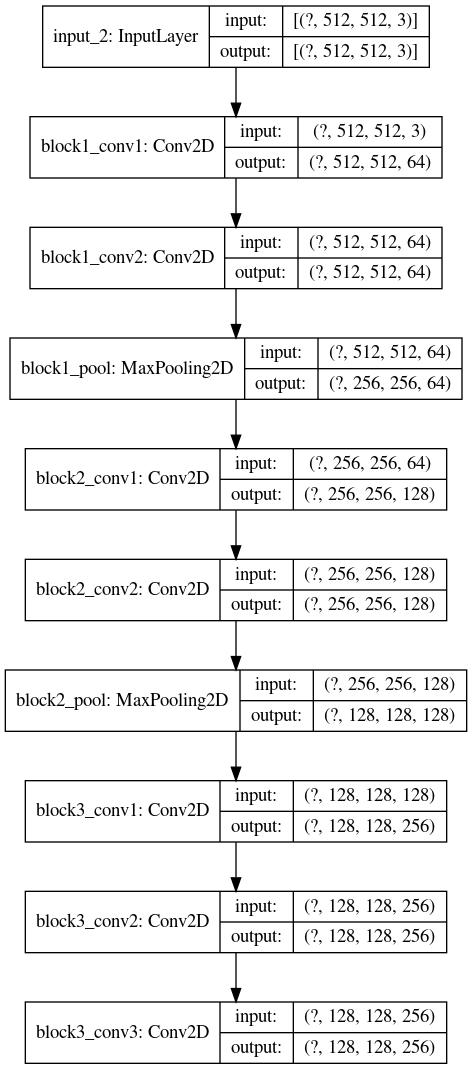 input_2: InputLayer
input:
[(?, 512, 512, 3)]
output:
[(?, 512, 512, 3)]
block1_conv1: Conv2D
input:
(?, 512, 512, 3)
output:
(?, 512, 512, 64)
block1_conv2: Conv2D
input:
(?, 512, 512, 64)
output:
(?, 512, 512, 64)
block1_pool: MaxPooling2D
input:
(?, 512, 512, 64)
output:
(?, 256, 256, 64)
block2_conv1: Conv2D
input:
(?, 256, 256, 64)
output:
(?, 256, 256, 128)
block2_conv2: Conv2D
input:
(?, 256, 256, 128)
output:
(?, 256, 256, 128)
block2_pool: MaxPooling2D
input:
(?, 256, 256, 128)
output:
(?, 128, 128, 128)
block3_conv1: Conv2D
input:
(?, 128, 128, 128)
output:
(?, 128, 128, 256)
block3_conv2: Conv2D
input:
(?, 128, 128, 256)
output:
(?, 128, 128, 256)
block3_conv3: Conv2D
input:
(?, 128, 128, 256)
output:
(?, 128, 128, 256)